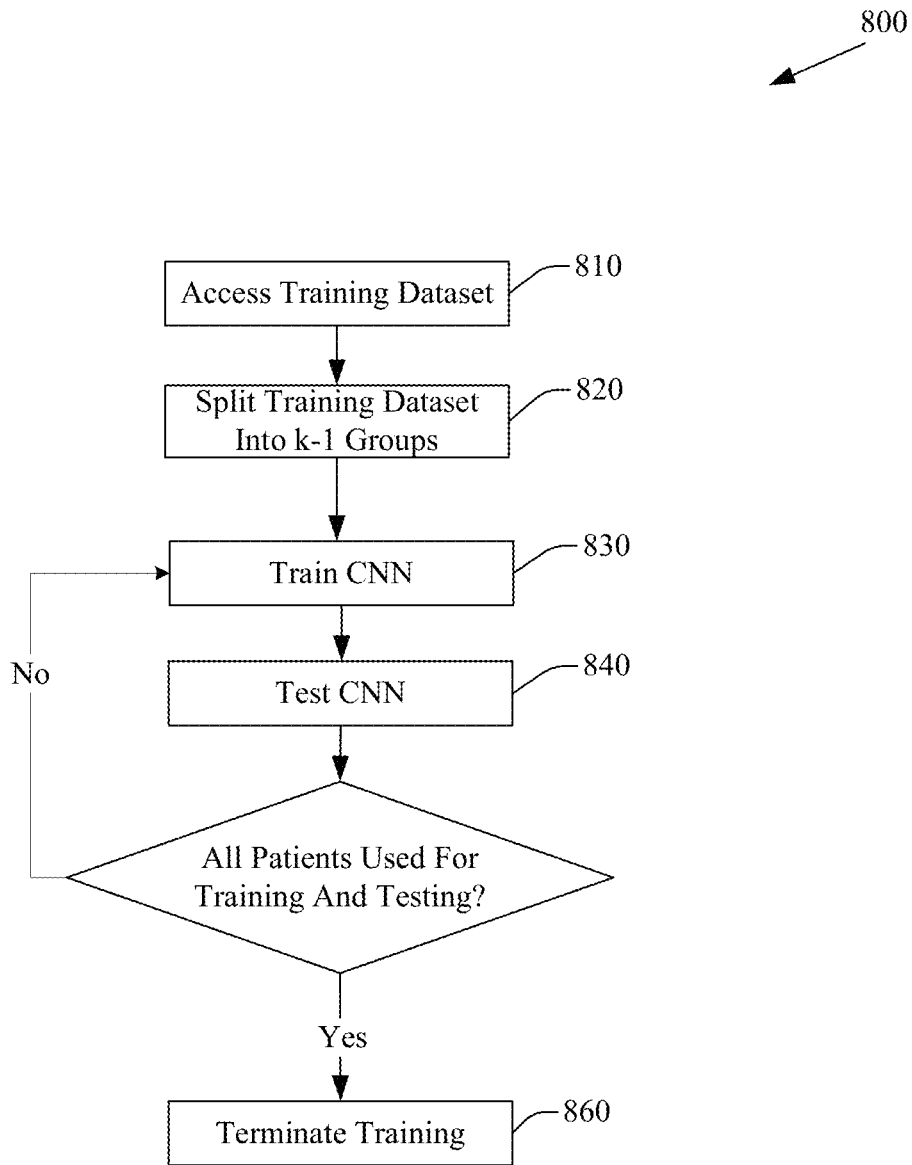 800
Access Training Dataset
810
Split Training Dataset
Into k-1 Groups
820
Train CNN
830
Test CNN
840
No
All Patients Used For
Training And Testing?
Yes
Terminate Training
860